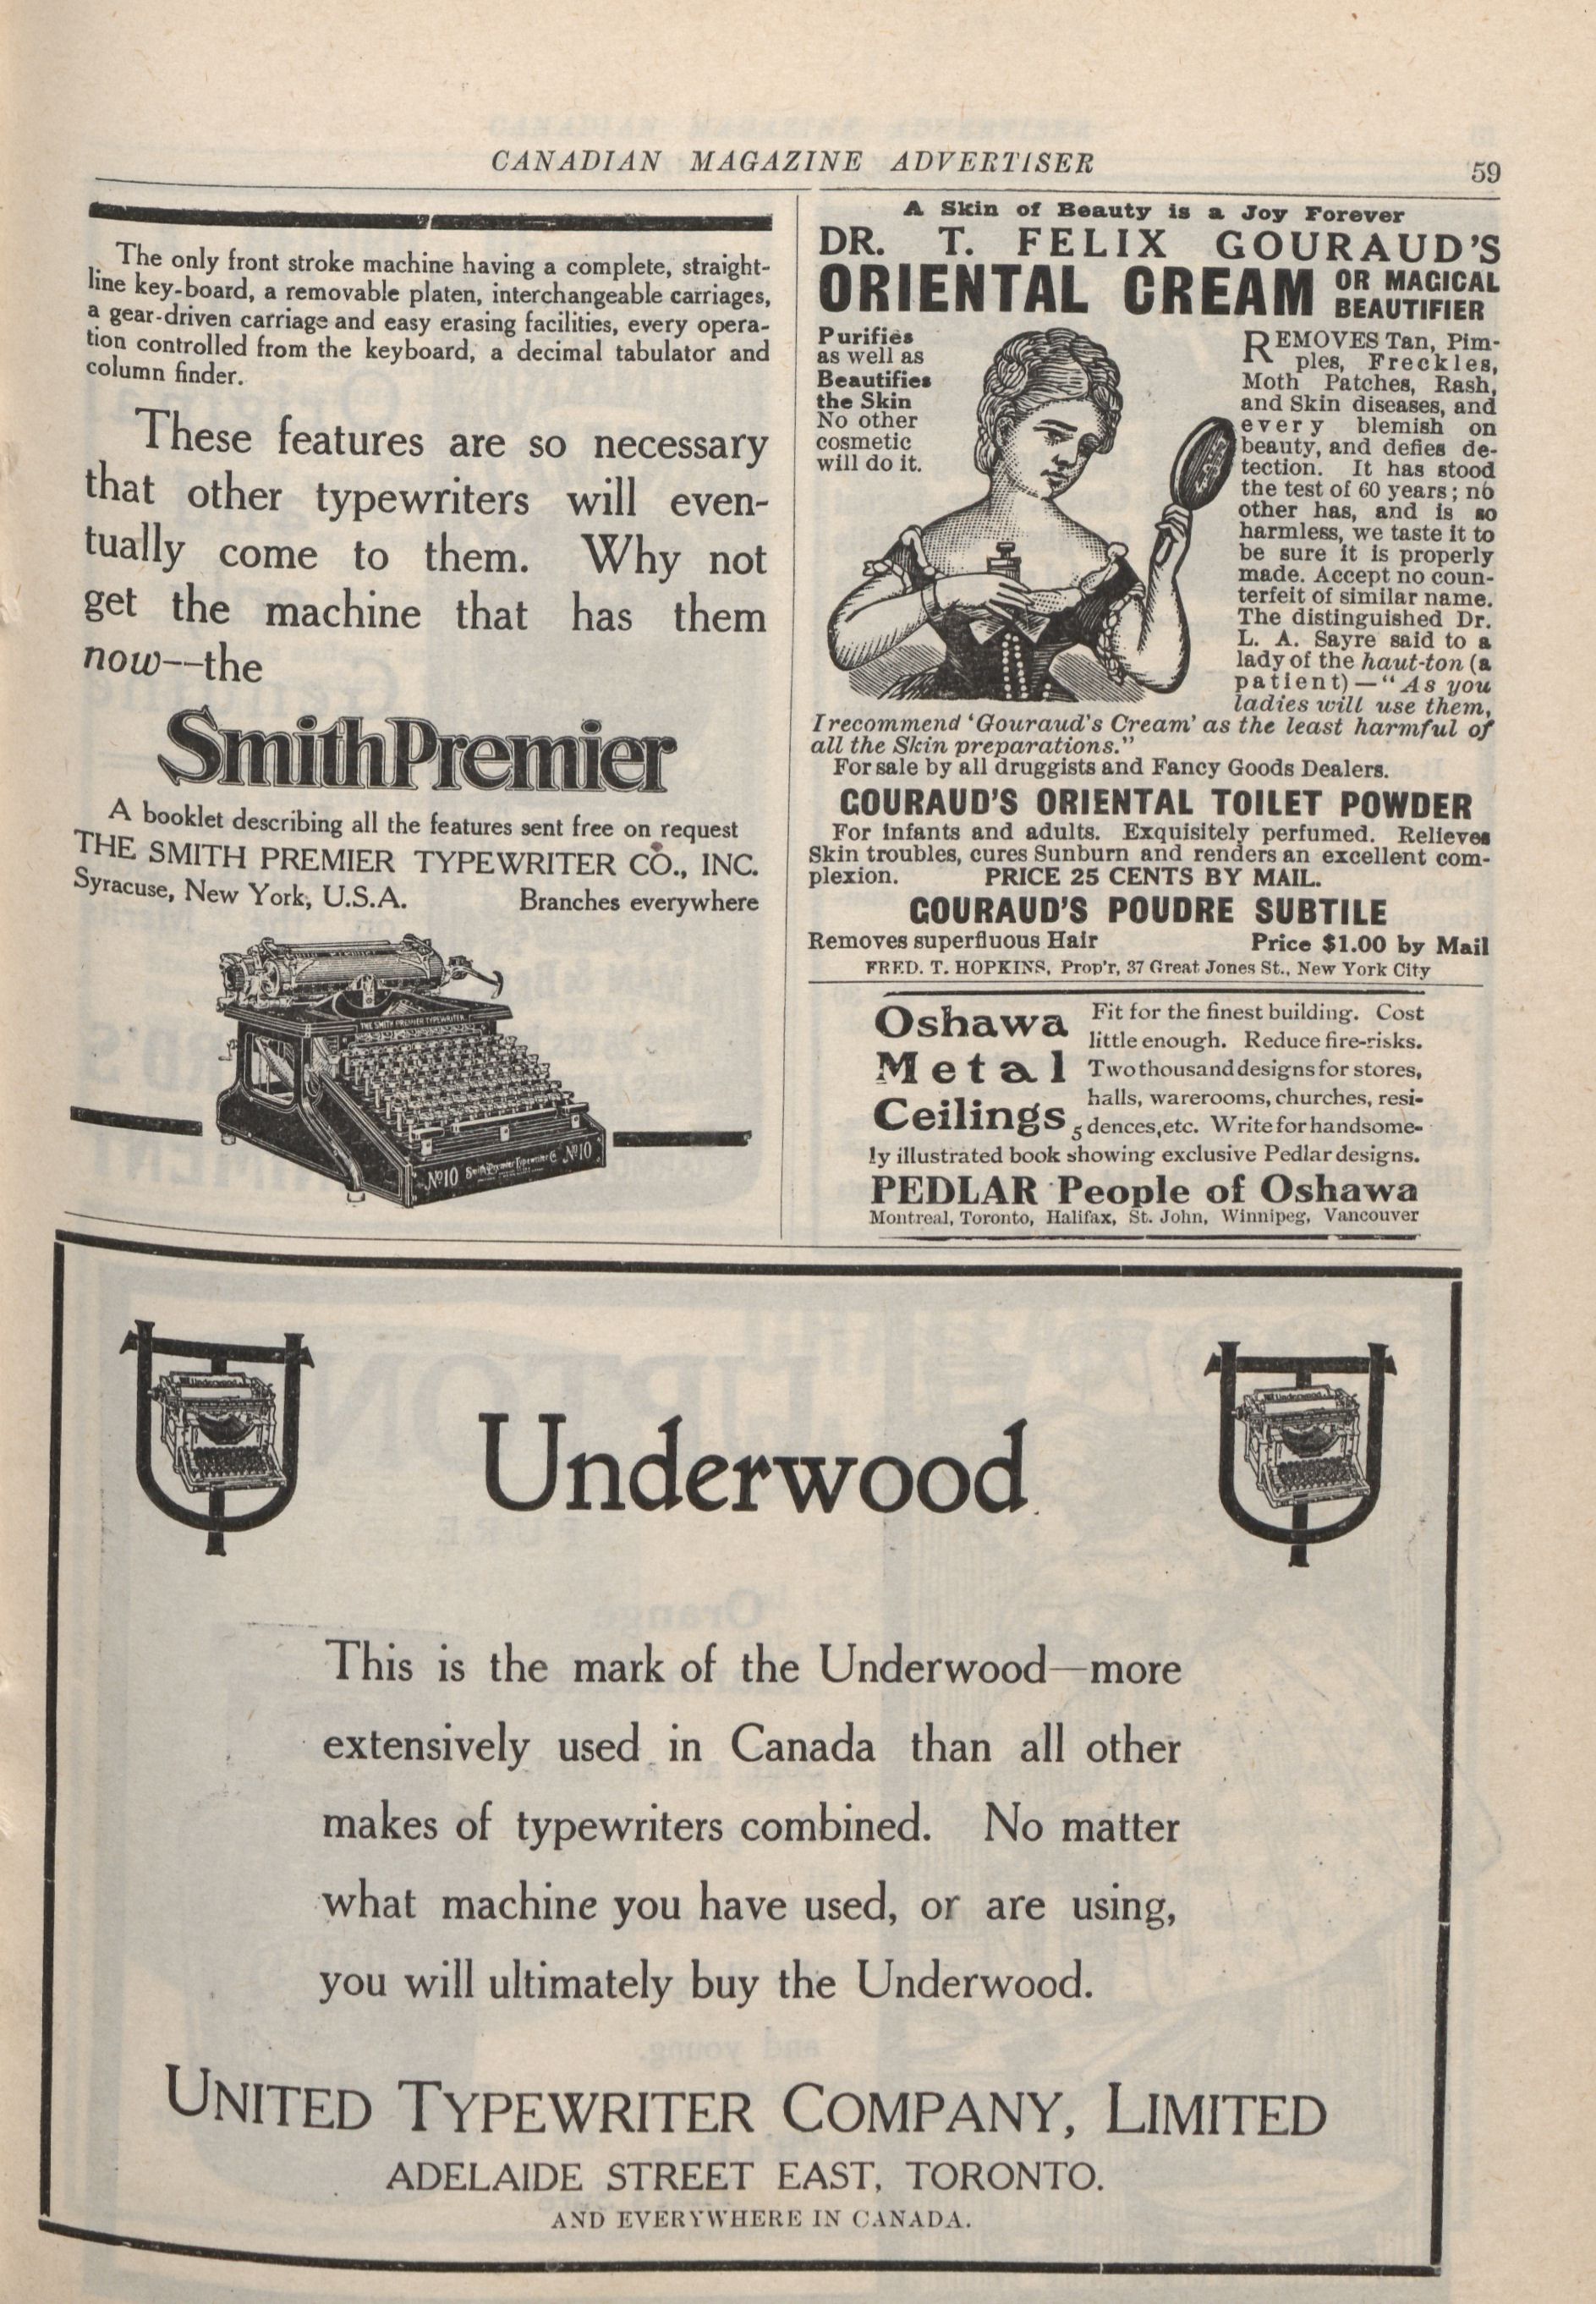 CANADIAN MAGAZINE ADVERTISER
59
The only front stroke machine having a complete, straight-
line key-board, a removable platen, interchangeable carriages,
a gear-driven carriage and easy erasing facilities, every opera-
tion controlled from the keyboard, a decimal tabulator and
column finder.
These features are so necessary
that other typewriters will even-
tually come to them. Why not
get the machine that has them
now--the
Smith Premier
A booklet describing all the features sent free on request
THE SMITH PREMIER TYPEWRITER CO., INC.
Syracuse, New York, U.S.A. Branches everywhere
THE SMITH PREMIER TYPEWRITER
No10 Smith Premier Typewriter Co No10
A Skin of Beauty is a Joy Forever
DR. T. FELIX GOURAUD'S
ORIENTAL CREAM OR MAGICAL
BEAUTIFIER
Purifies
as well as
Beautifies
the Skin
No other
cosmetic
will do it.
REMOVES Tan, Pim-
ples, Freckles,
Moth Patches, Rash,
and Skin diseases, and
every blemish on
beauty, and defies de-
tection. It has stood
the test of 60 years; no
other has, and is so
harmless, we taste it to
be sure it is properly
made. Accept no coun-
terfeit of similar name.
The distinguished Dr.
L. A. Sayre said to a
lady of the haut-ton (a
patient)—"As you
ladies will use them,
I recommend 'Gouraud's Cream' as the least harmful of
all the Skin preparations."
For sale by all druggists and Fancy Goods Dealers.
GOURAUD'S ORIENTAL TOILET POWDER
For infants and adults. Exquisitely perfumed. Relieves
Skin troubles, cures Sunburn and renders an excellent com-
plexion. PRICE 25 CENTS BY MAIL.
GOURAUD'S POUDRE SUBTILE
Removes superfluous Hair Price $1.00 by Mail
FRED. T. HOPKINS, Prop'r, 37 Great Jones St., New York City
Oshawa
Metal
Ceilings 5
Fit for the finest building. Cost
little enough. Reduce fire-risks.
Two thousand designs for stores,
halls, warerooms, churches, resi-
dences, etc. Write for handsome-
ly illustrated book showing exclusive Pedlar designs.
PEDLAR People of Oshawa
Montreal, Toronto, Halifax, St. John, Winnipeg, Vancouver
Underwood
Underwood
Underwood
This is the mark of the Underwood—more
extensively used in Canada than all other
makes of typewriters combined. No matter
what machine you have used, or are using,
you will ultimately buy the Underwood.
UNITED TYPEWRITER COMPANY, LIMITED
ADELAIDE STREET EAST, TORONTO.
AND EVERYWHERE IN CANADA.